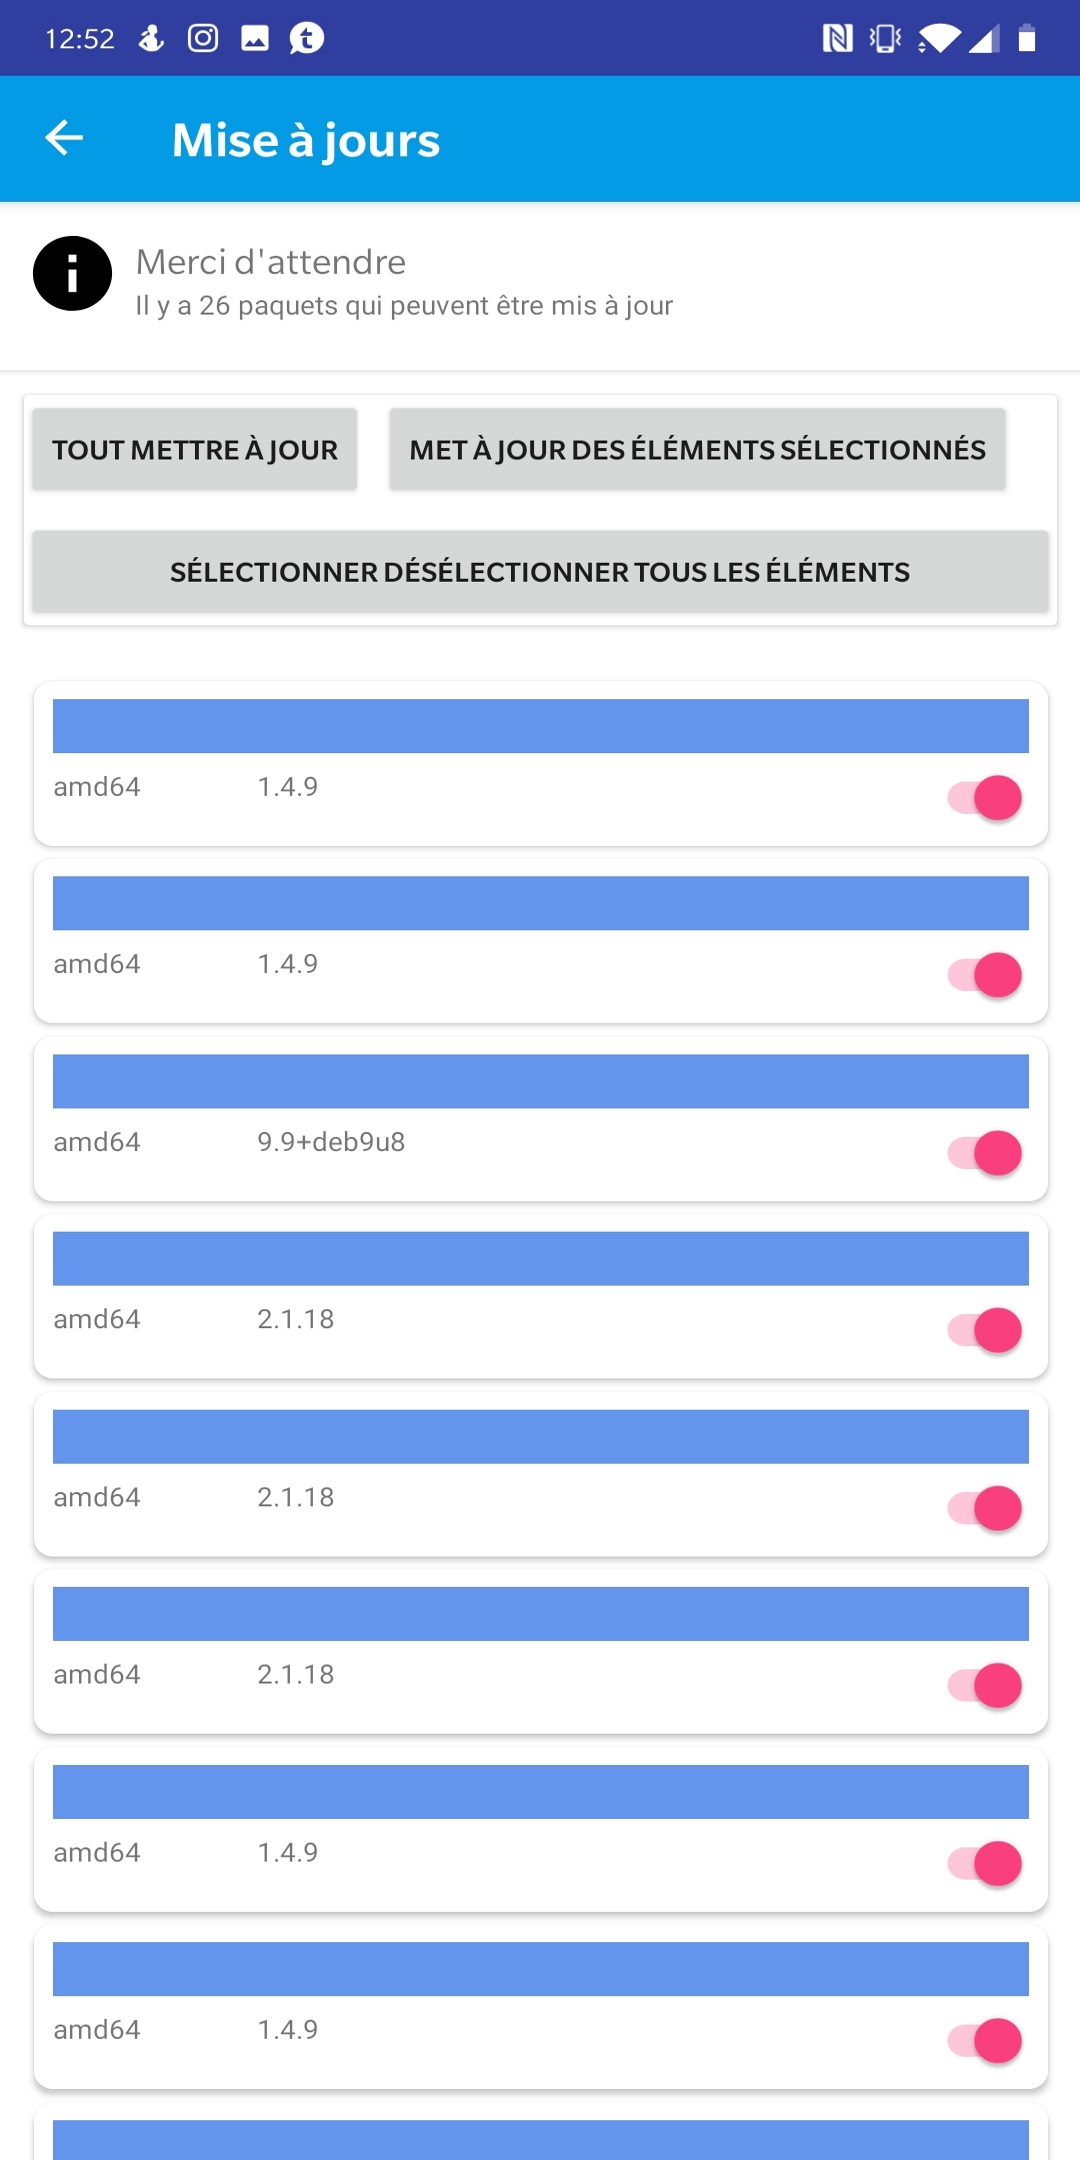 12:52
Mise à jours
Merci d'attendre
Il y a 26 paquets qui peuvent être mis à jour
TOUT METTRE À JOUR
MET À JOUR DES ÉLÉMENTS SÉLECTIONNÉS
SÉLECTIONNER DÉSÉLECTIONNER TOUS LES ÉLÉMENTS
amd64 1.4.9
amd64 1.4.9
amd64 9.9+deb9u8
amd64 2.1.18
amd64 2.1.18
amd64 2.1.18
amd64 1.4.9
amd64 1.4.9